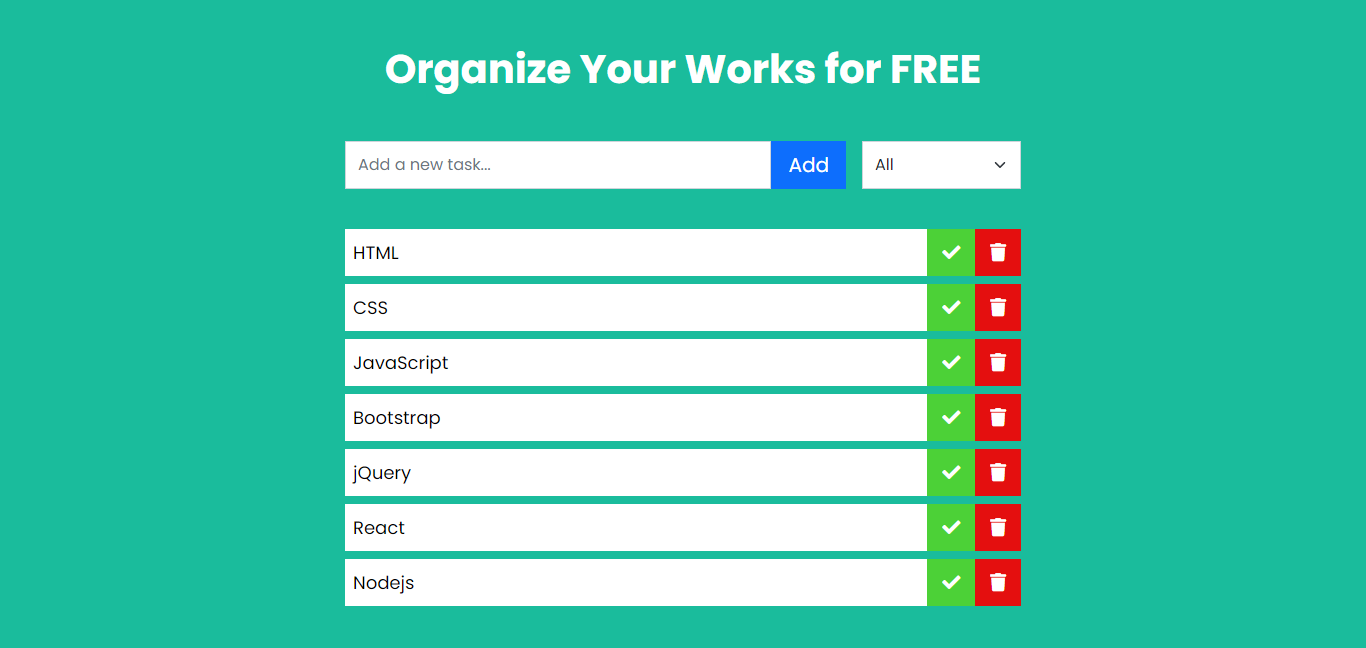 Organize Your Works for FREE
Add a new task... Add All
HTML
CSS
JavaScript
Bootstrap
jQuery
React
Nodejs